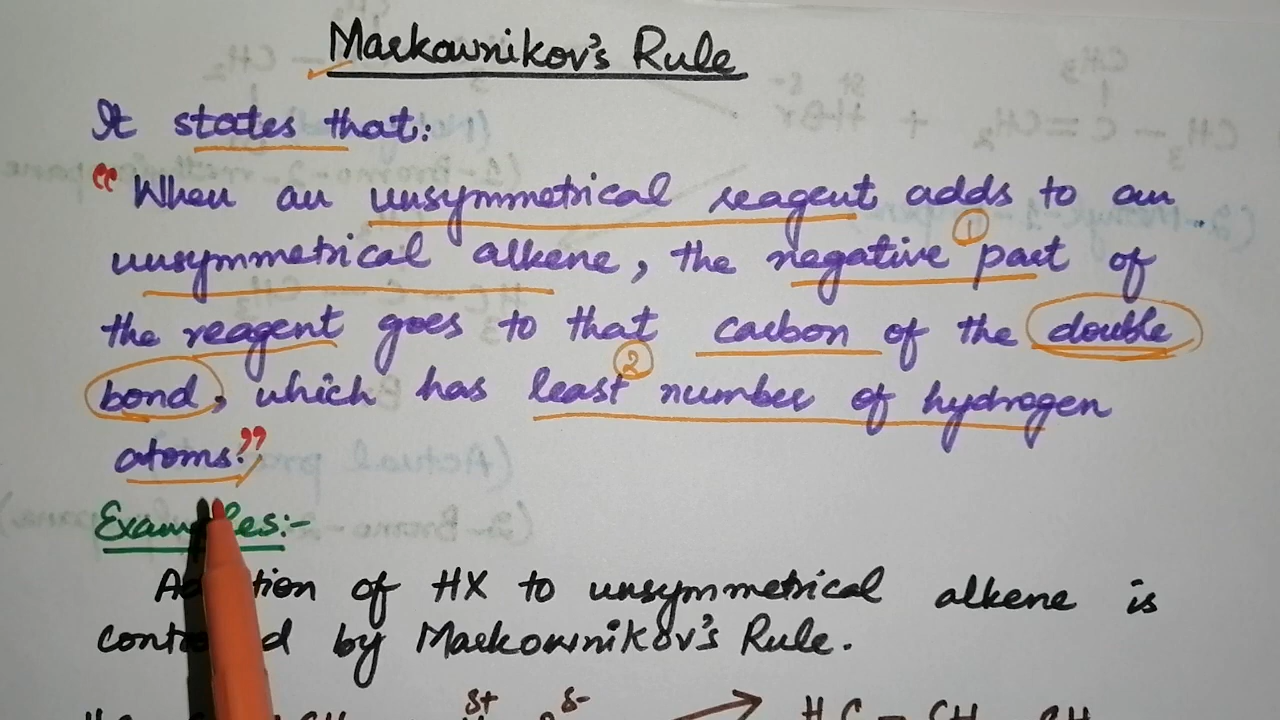 Markownikov's Rule
It states that:
"When an unsymmetrical reagent adds to an
unsymmetrical alkene, the negative part of
1
the reagent goes to that carbon of the double
2
bond, which has least number of hydrogen
atoms."
Examples:-
Addition of HX to unsymmetrical alkene is
controlled by Markownikov's Rule.
δ+ δ-